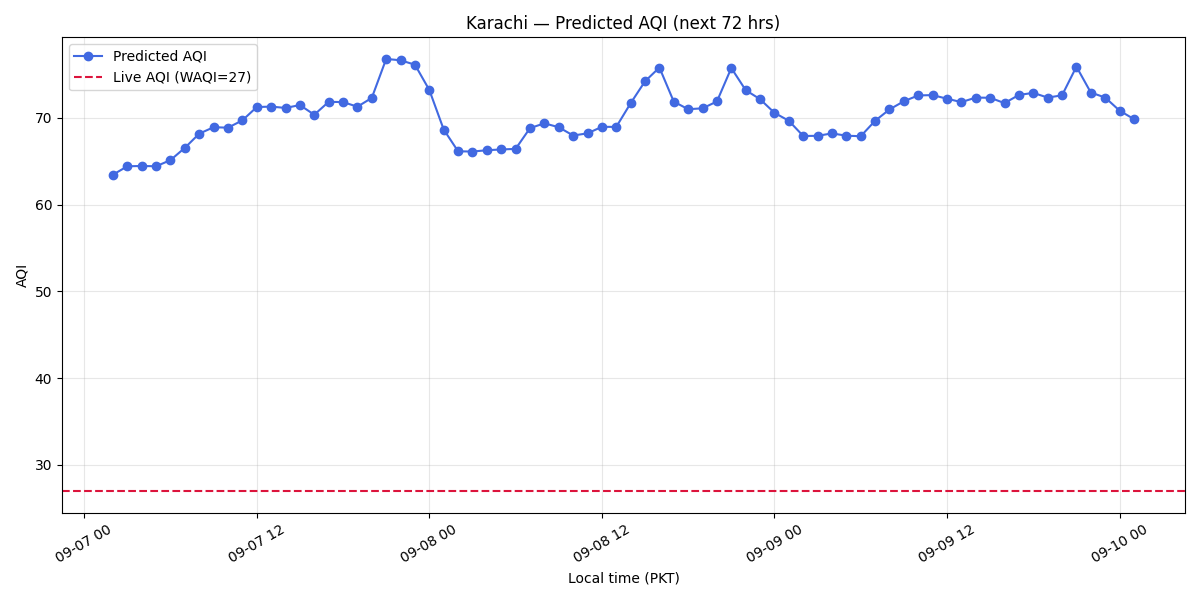 Karachi — Predicted AQI (next 72 hrs)
Predicted AQI
Live AQI (WAQI=27)
AQI
70
60
50
40
30
09-07 00
09-07 12
09-08 00
09-08 12
09-09 00
09-09 12
09-10 00
Local time (PKT)